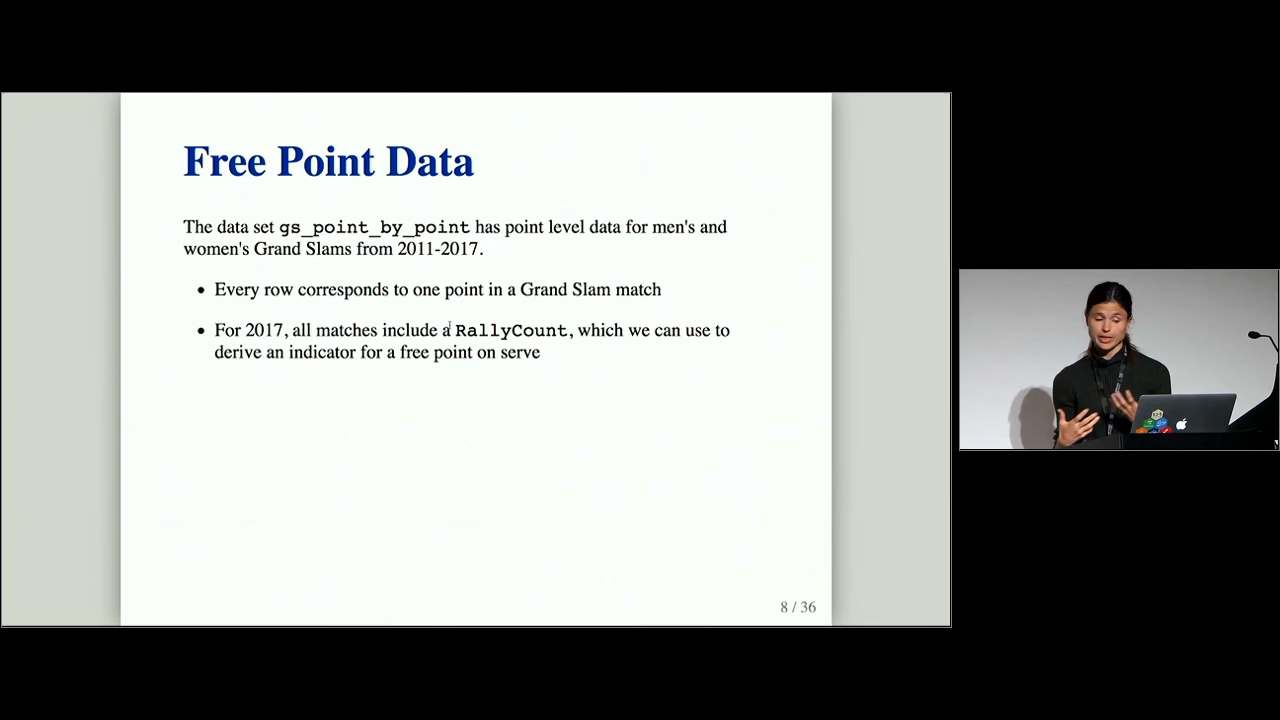 Free Point Data
The data set gs_point_by_point has point level data for men's and
women's Grand Slams from 2011-2017.
• Every row corresponds to one point in a Grand Slam match
• For 2017, all matches include a RallyCount, which we can use to
derive an indicator for a free point on serve
8 / 36